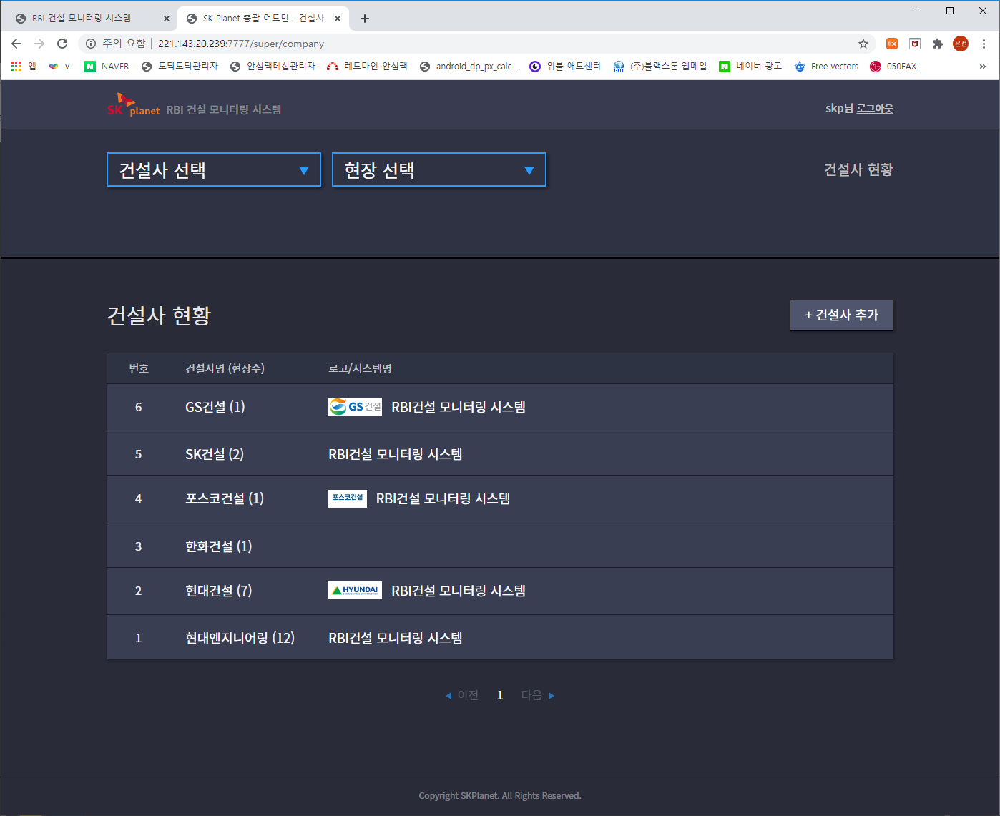 RBI 건설 모니터링 시스템
SK Planet 총괄 어드민 - 건설사
주의 요함 221.143.20.239:7777/super/company
은선
앱 v NAVER 토닥토닥관리자 안심팩테섭관리자 레드마인-안심팩 android_dp_px_calc... 위블 애드센터 (주)블랙스톤 웹메일 네이버 광고 Free vectors 050FAX »
SK planet RBI 건설 모니터링 시스템 skp님 로그아웃
건설사 선택 ▼ 현장 선택 ▼ 건설사 현황
건설사 현황 + 건설사 추가
번호 건설사명 (현장수) 로고/시스템명
6 GS건설 (1) GS건설 RBI건설 모니터링 시스템
5 SK건설 (2) RBI건설 모니터링 시스템
4 포스코건설 (1) 포스코건설 RBI건설 모니터링 시스템
3 한화건설 (1)
2 현대건설 (7) HYUNDAI ENGINEERING & CONSTRUCTION RBI건설 모니터링 시스템
1 현대엔지니어링 (12) RBI건설 모니터링 시스템
◀ 이전 1 다음 ▶
Copyright SKPlanet. All Rights Reserved.